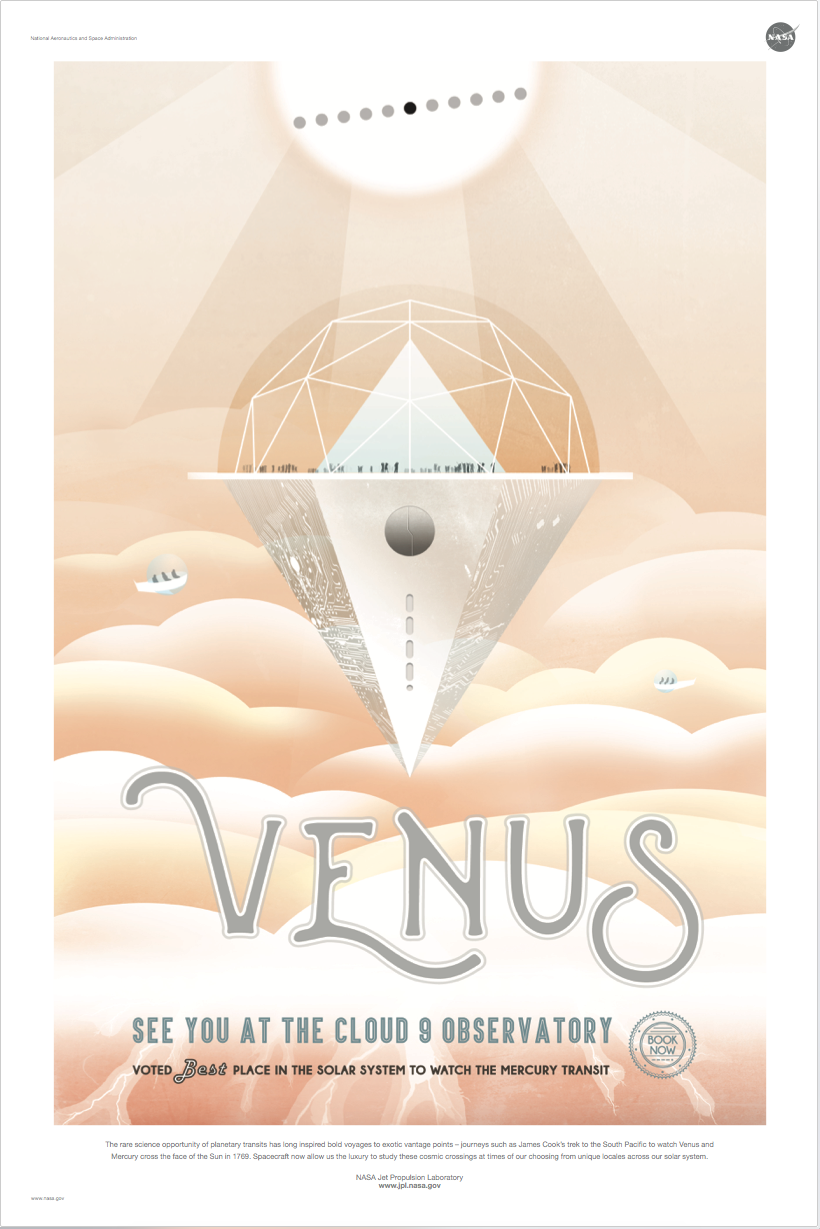 National Aeronautics and Space Administration
NASA
VENUS
SEE YOU AT THE CLOUD 9 OBSERVATORY
VOTED Best PLACE IN THE SOLAR SYSTEM TO WATCH THE MERCURY TRANSIT
BOOK
NOW
The rare science opportunity of planetary transits has long inspired bold voyages to exotic vantage points – journeys such as James Cook's trek to the South Pacific to watch Venus and
Mercury cross the face of the Sun in 1769. Spacecraft now allow us the luxury to study these cosmic crossings at times of our choosing from unique locales across our solar system.
NASA Jet Propulsion Laboratory
www.jpl.nasa.gov
www.nasa.gov